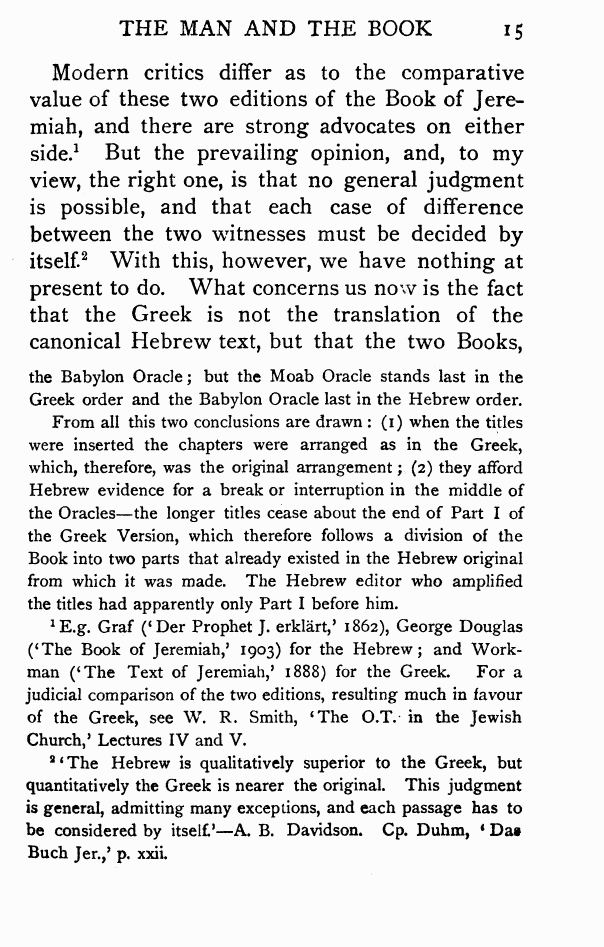 THE MAN AND THE BOOK 15
Modern critics differ as to the comparative
value of these two editions of the Book of Jere-
miah, and there are strong advocates on either
side.¹ But the prevailing opinion, and, to my
view, the right one, is that no general judgment
is possible, and that each case of difference
between the two witnesses must be decided by
itself.² With this, however, we have nothing at
present to do. What concerns us now is the fact
that the Greek is not the translation of the
canonical Hebrew text, but that the two Books,
the Babylon Oracle; but the Moab Oracle stands last in the
Greek order and the Babylon Oracle last in the Hebrew order.
From all this two conclusions are drawn: (1) when the titles
were inserted the chapters were arranged as in the Greek,
which, therefore, was the original arrangement; (2) they afford
Hebrew evidence for a break or interruption in the middle of
the Oracles—the longer titles cease about the end of Part I of
the Greek Version, which therefore follows a division of the
Book into two parts that already existed in the Hebrew original
from which it was made. The Hebrew editor who amplified
the titles had apparently only Part I before him.
¹ E.g. Graf (‘Der Prophet J. erklärt,’ 1862), George Douglas
(‘The Book of Jeremiah,’ 1903) for the Hebrew; and Work-
man (‘The Text of Jeremiah,’ 1888) for the Greek. For a
judicial comparison of the two editions, resulting much in favour
of the Greek, see W. R. Smith, ‘The O.T. in the Jewish
Church,’ Lectures IV and V.
² ‘The Hebrew is qualitatively superior to the Greek, but
quantitatively the Greek is nearer the original. This judgment
is general, admitting many exceptions, and each passage has to
be considered by itself.’—A. B. Davidson. Cp. Duhm, ‘Das
Buch Jer.,’ p. xxii.